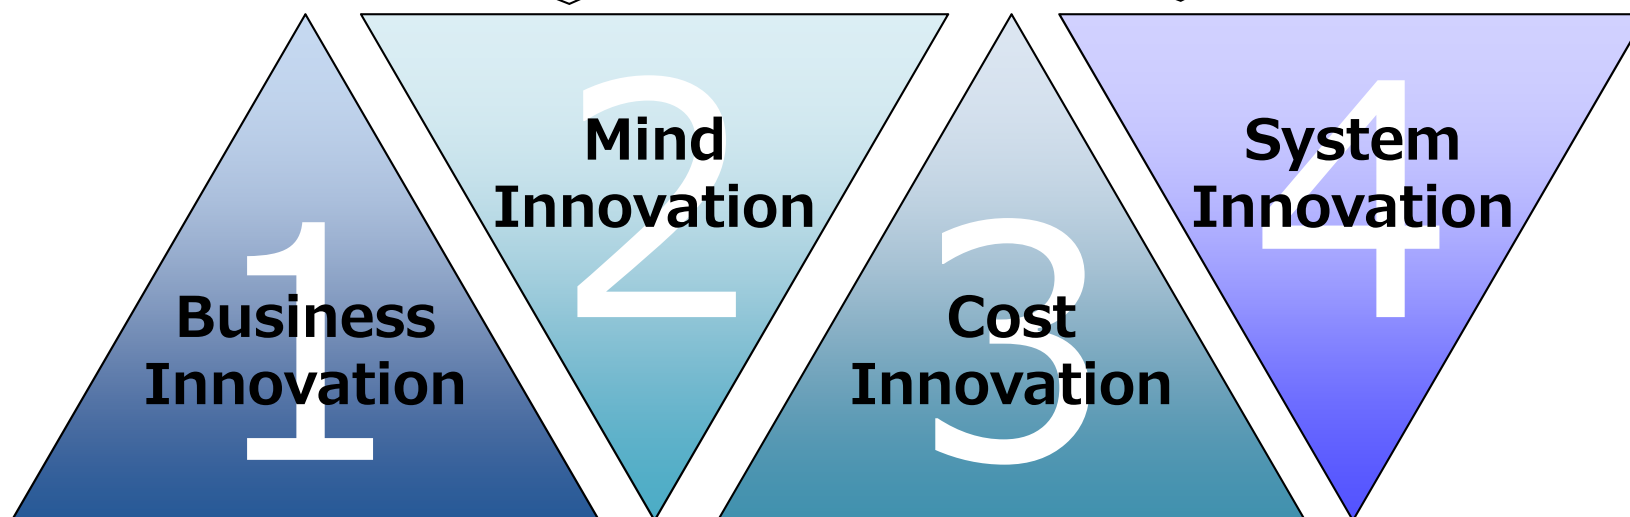 1
Business
Innovation
2
Mind
Innovation
3
Cost
Innovation
4
System
Innovation